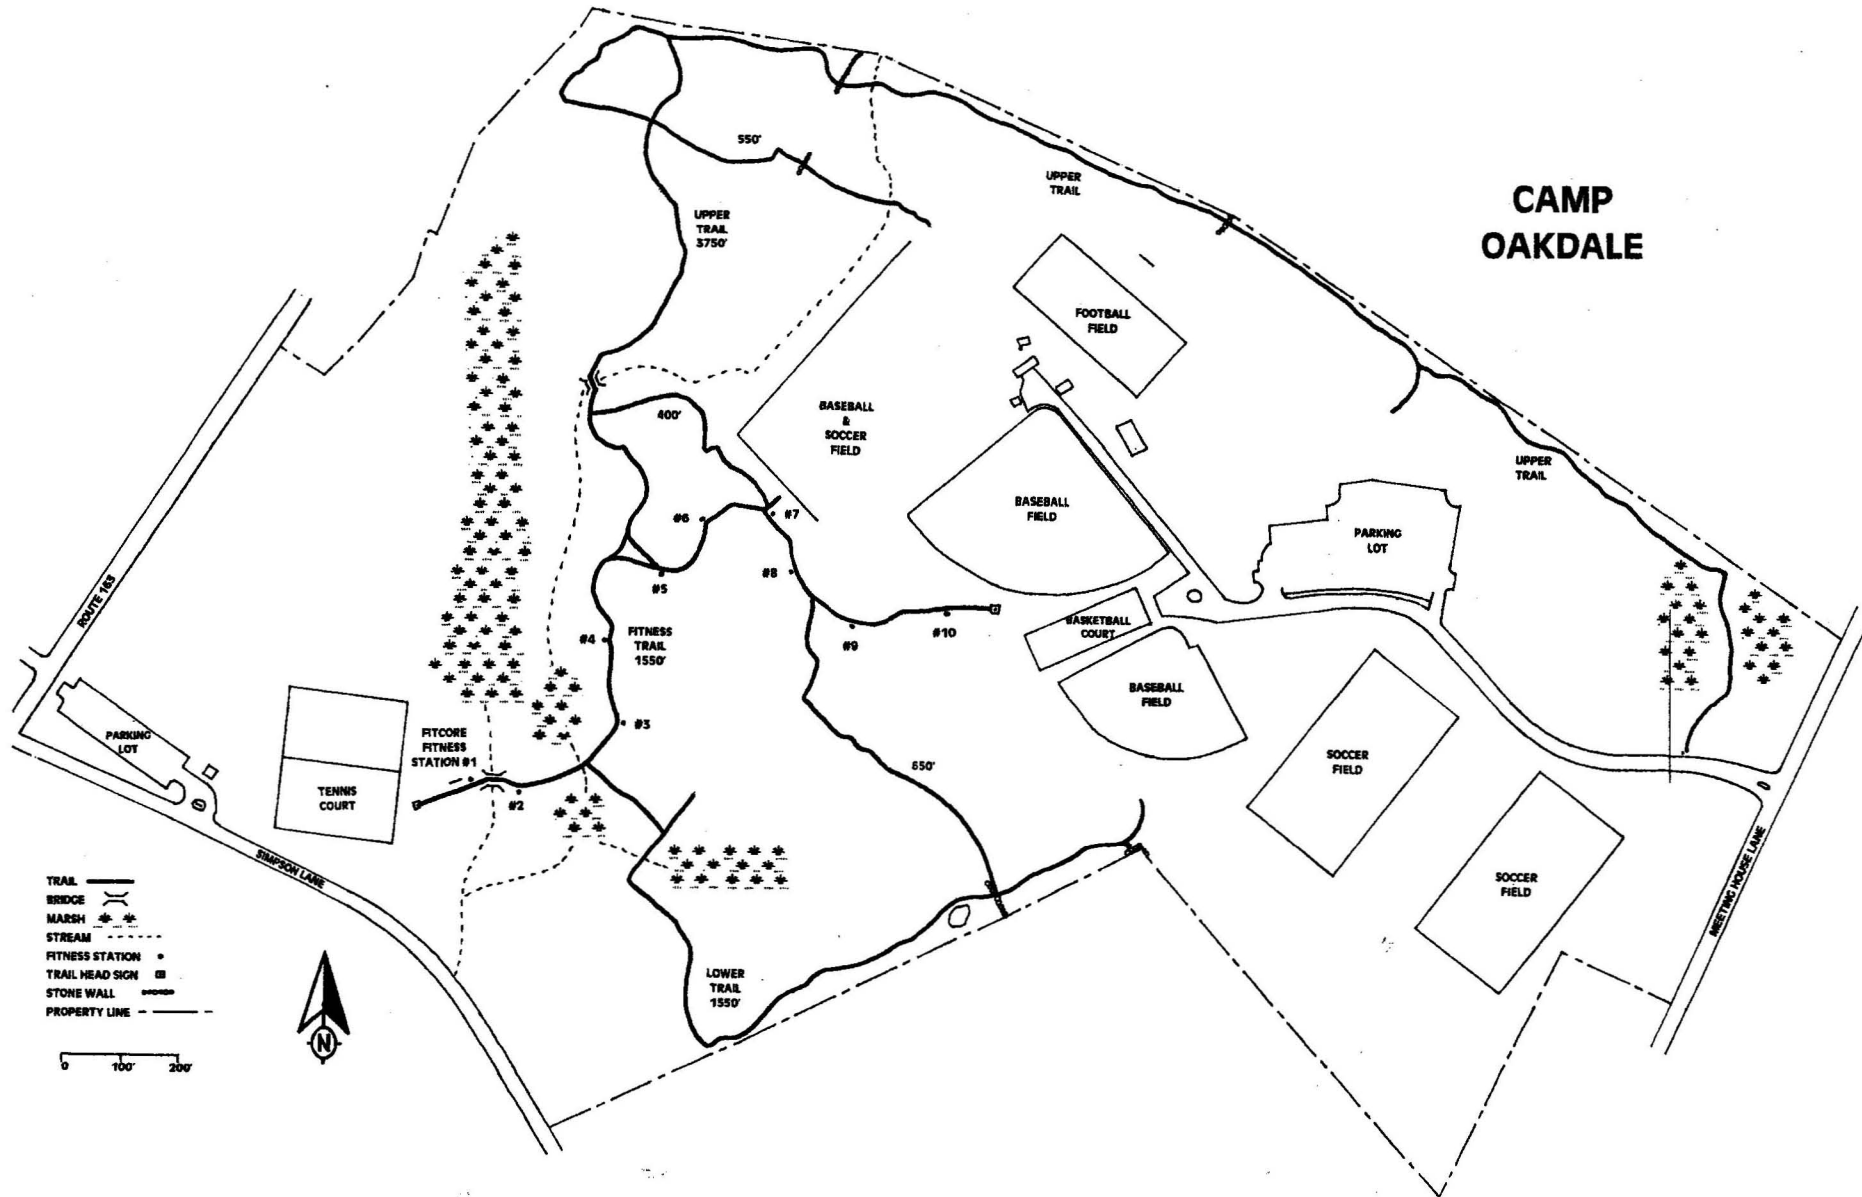 CAMP
OAKDALE
550'
UPPER
TRAIL
UPPER
TRAIL
3750'
FOOTBALL
FIELD
400'
BASEBALL
&
SOCCER
FIELD
UPPER
TRAIL
BASEBALL
FIELD
PARKING
LOT
#6
#7
#8
#5
ROUTE 163
#4
FITNESS
TRAIL
1550'
#9
#10
BASKETBALL
COURT
BASEBALL
FIELD
#3
PARKING
LOT
FITCORE
FITNESS
STATION #1
TENNIS
COURT
#2
650'
SOCCER
FIELD
SOCCER
FIELD
SIMPSON LANE
MEETING HOUSE LANE
LOWER
TRAIL
1550'
TRAIL
BRIDGE
MARSH
STREAM
FITNESS STATION
TRAIL HEAD SIGN
STONE WALL
PROPERTY LINE
0 100' 200'
N